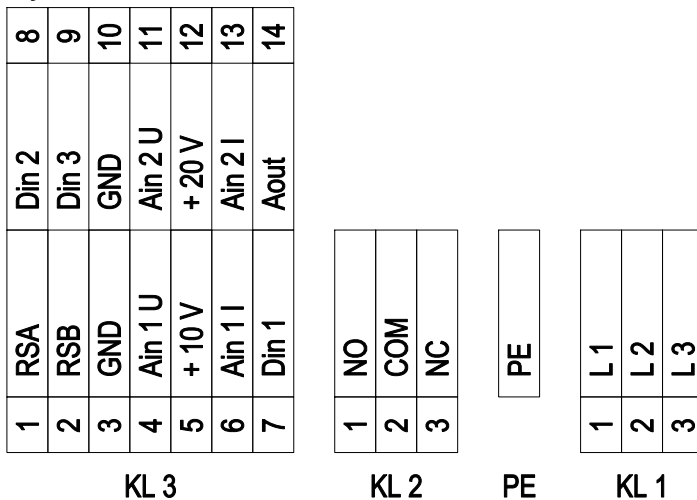 8 9 10 11 12 13 14
Din 2 Din 3 GND Ain 2 U + 20 V Ain 2 I Aout
RSA RSB GND Ain 1 U + 10 V Ain 1 I Din 1 NO COM NC PE L 1 L 2 L 3
1 2 3 4 5 6 7 1 2 3 1 2 3
KL 3 KL 2 PE KL 1